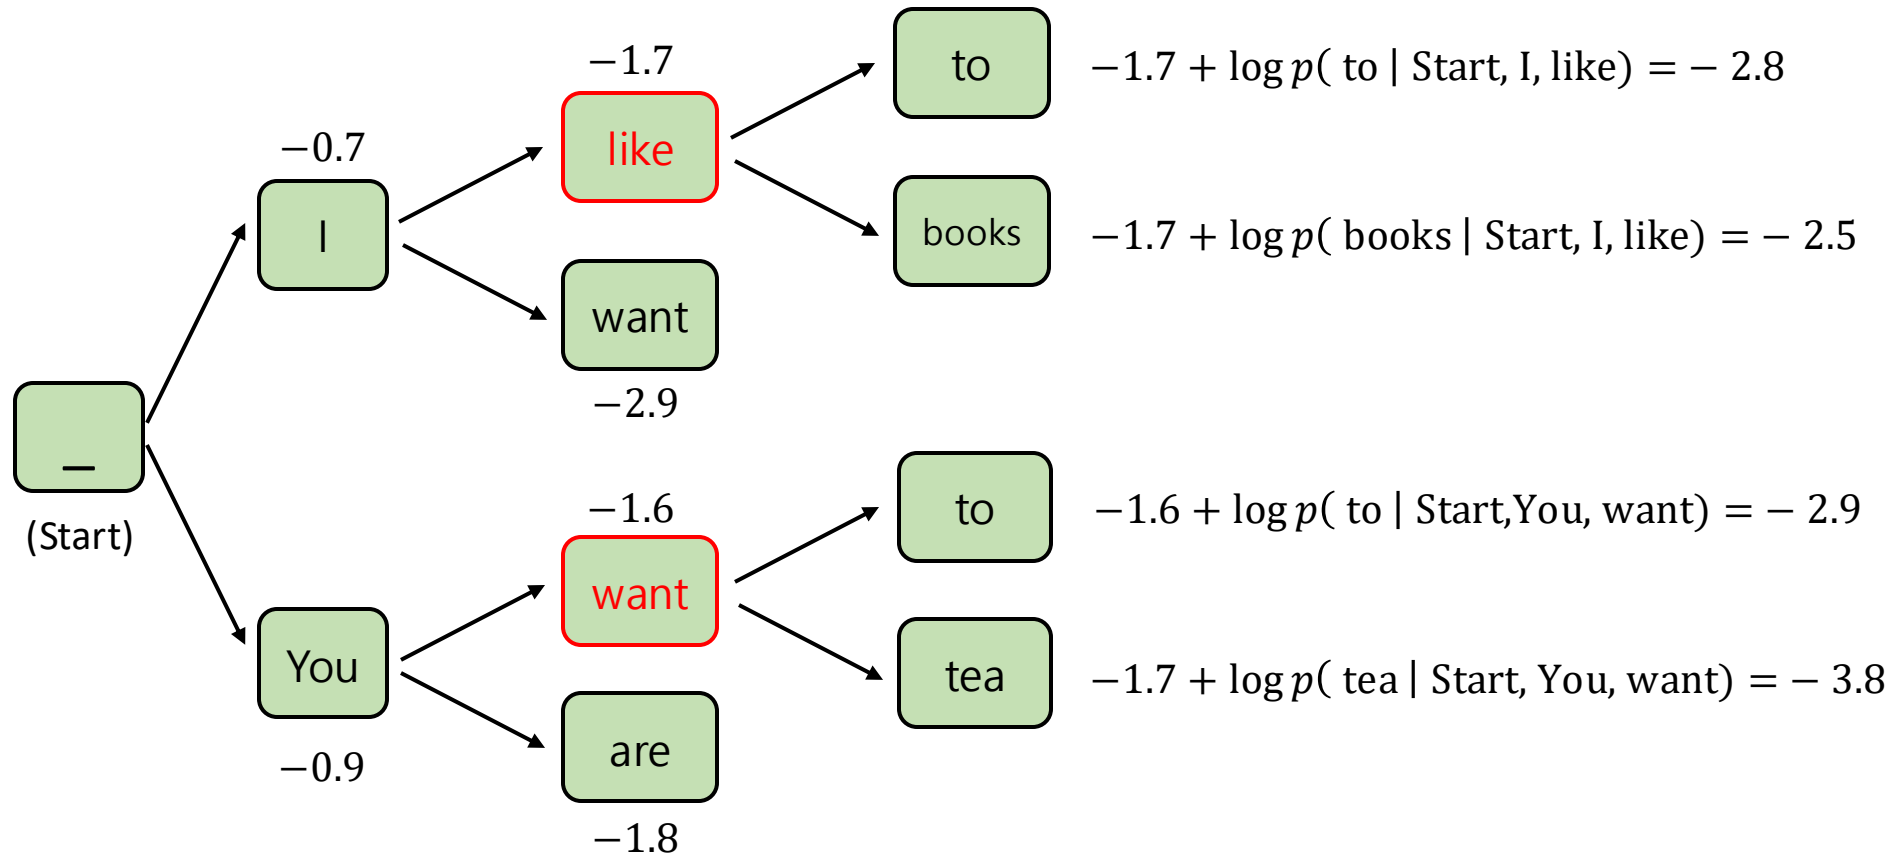 −1.7
to
−1.7 + log p( to | Start, I, like) = − 2.8
−0.7
like
I
books
−1.7 + log p( books | Start, I, like) = − 2.5
want
−2.9
_
(Start)
−1.6
to
−1.6 + log p( to | Start,You, want) = − 2.9
want
You
tea
−1.7 + log p( tea | Start, You, want) = − 3.8
−0.9
are
−1.8